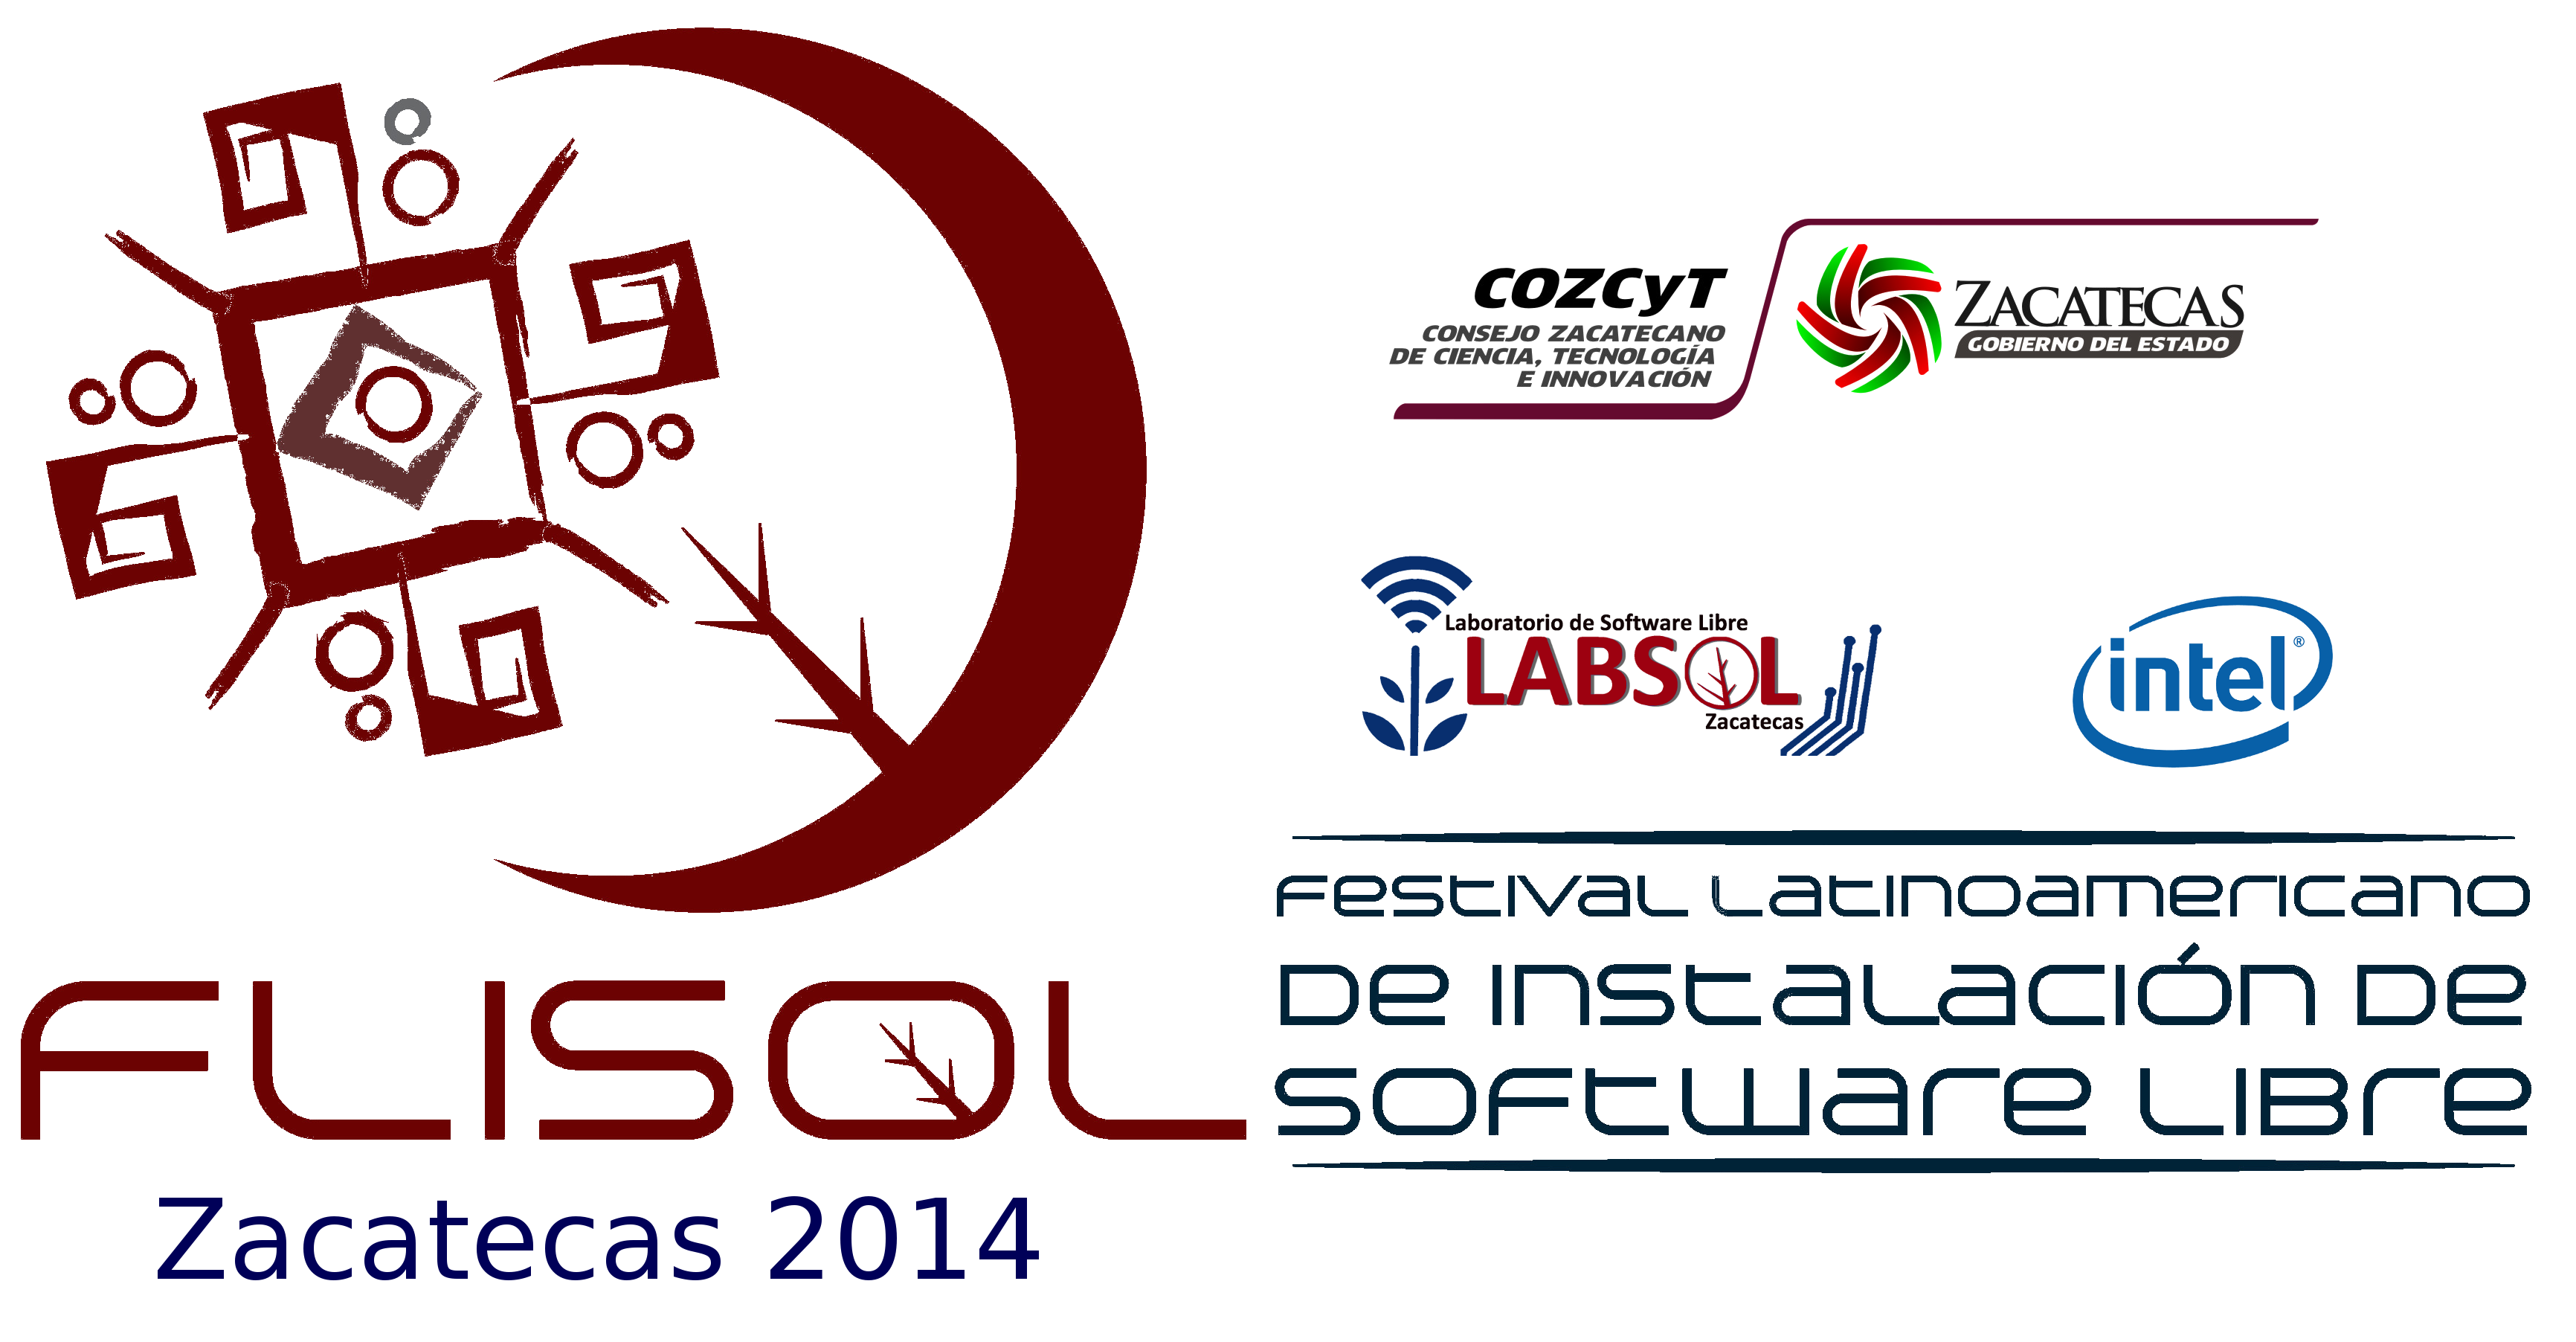 FLISOL
Zacatecas 2014
COZCyT
CONSEJO ZACATECANO
DE CIENCIA, TECNOLOGÍA
E INNOVACIÓN
ZACATECAS
GOBIERNO DEL ESTADO
Laboratorio de Software Libre
LABSOL
Zacatecas
intel®
Festival Latinoamericano
de Instalación de
Software Libre